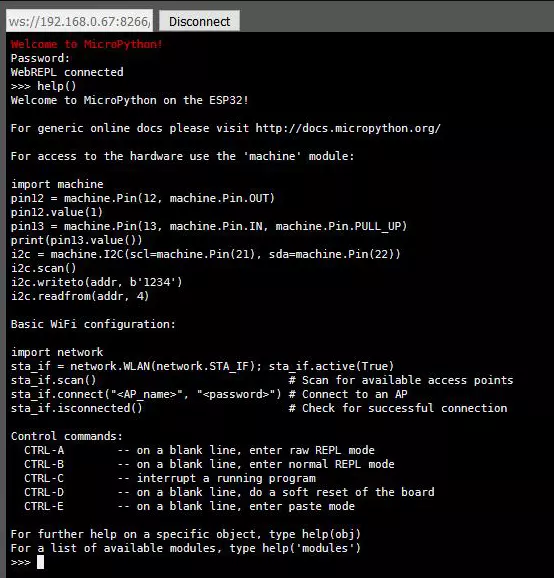 ws://192.168.0.67:8266/ Disconnect
Welcome to MicroPython!
Password:
WebREPL connected
>>> help()
Welcome to MicroPython on the ESP32!
For generic online docs please visit http://docs.micropython.org/
For access to the hardware use the 'machine' module:
import machine
pin12 = machine.Pin(12, machine.Pin.OUT)
pin12.value(1)
pin13 = machine.Pin(13, machine.Pin.IN, machine.Pin.PULL_UP)
print(pin13.value())
i2c = machine.I2C(scl=machine.Pin(21), sda=machine.Pin(22))
i2c.scan()
i2c.writeto(addr, b'1234')
i2c.readfrom(addr, 4)
Basic WiFi configuration:
import network
sta_if = network.WLAN(network.STA_IF); sta_if.active(True)
sta_if.scan()                             # Scan for available access points
sta_if.connect("<AP_name>", "<password>") # Connect to an AP
sta_if.isconnected()                      # Check for successful connection
Control commands:
  CTRL-A        -- on a blank line, enter raw REPL mode
  CTRL-B        -- on a blank line, enter normal REPL mode
  CTRL-C        -- interrupt a running program
  CTRL-D        -- on a blank line, do a soft reset of the board
  CTRL-E        -- on a blank line, enter paste mode
For further help on a specific object, type help(obj)
For a list of available modules, type help('modules')
>>>